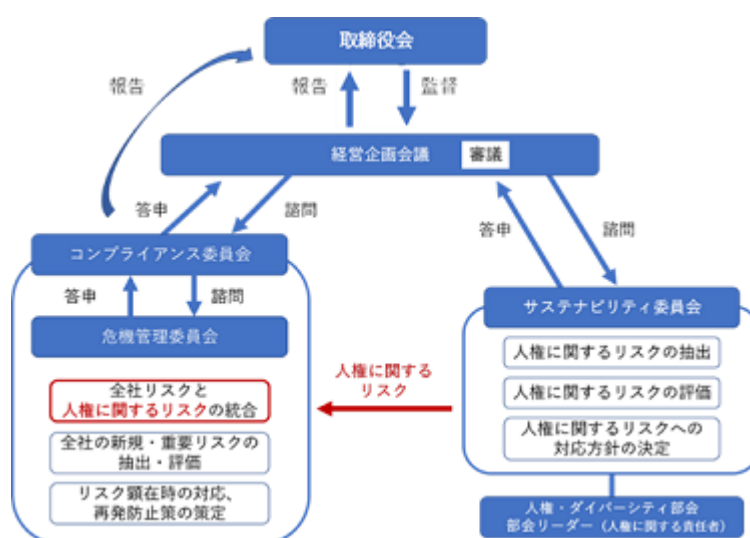 取締役会
報告
報告
監督
経営企画会議 審議
答申
諮問
答申
諮問
コンプライアンス委員会
答申
諮問
危機管理委員会
全社リスクと
人権に関するリスクの統合
全社の新規・重要リスクの
抽出・評価
リスク顕在時の対応、
再発防止策の策定
人権に関する
リスク
サステナビリティ委員会
人権に関するリスクの抽出
人権に関するリスクの評価
人権に関するリスクへの
対応方針の決定
人権・ダイバーシティ部会
部会リーダー（人権に関する責任者）